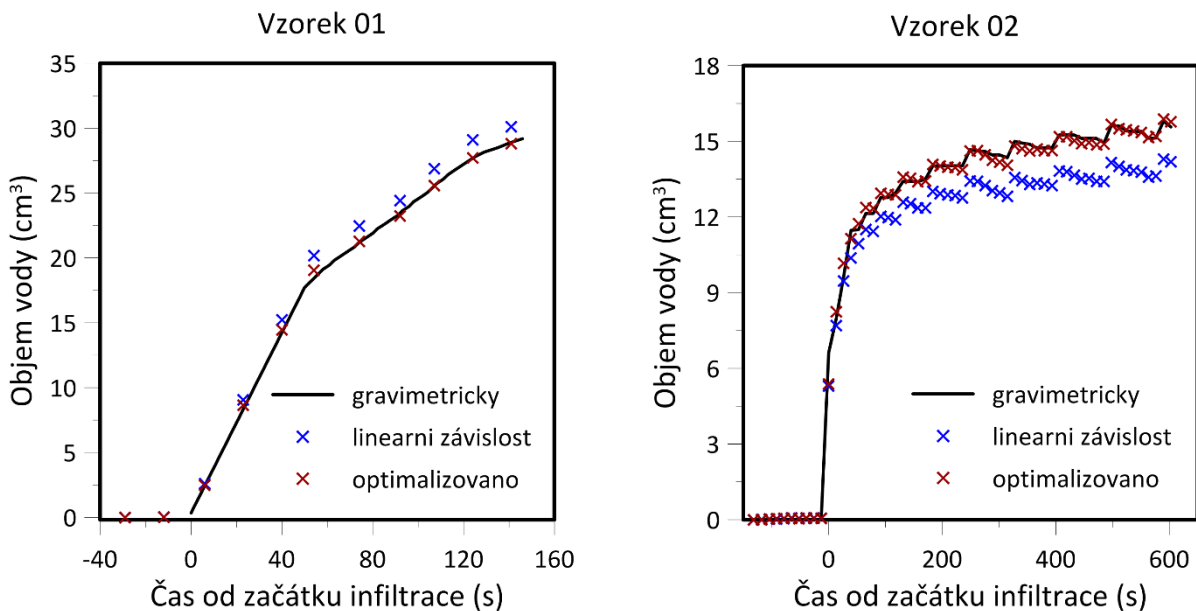 Vzorek 01
Objem vody (cm³)
35
30
25
20
15
10
5
0
gravimetricky
linearni závislost
optimalizovano
-40 0 40 80 120 160
Čas od začátku infiltrace (s)
Vzorek 02
Objem vody (cm³)
18
15
12
9
6
3
0
gravimetricky
linearni závislost
optimalizovano
0 200 400 600
Čas od začátku infiltrace (s)